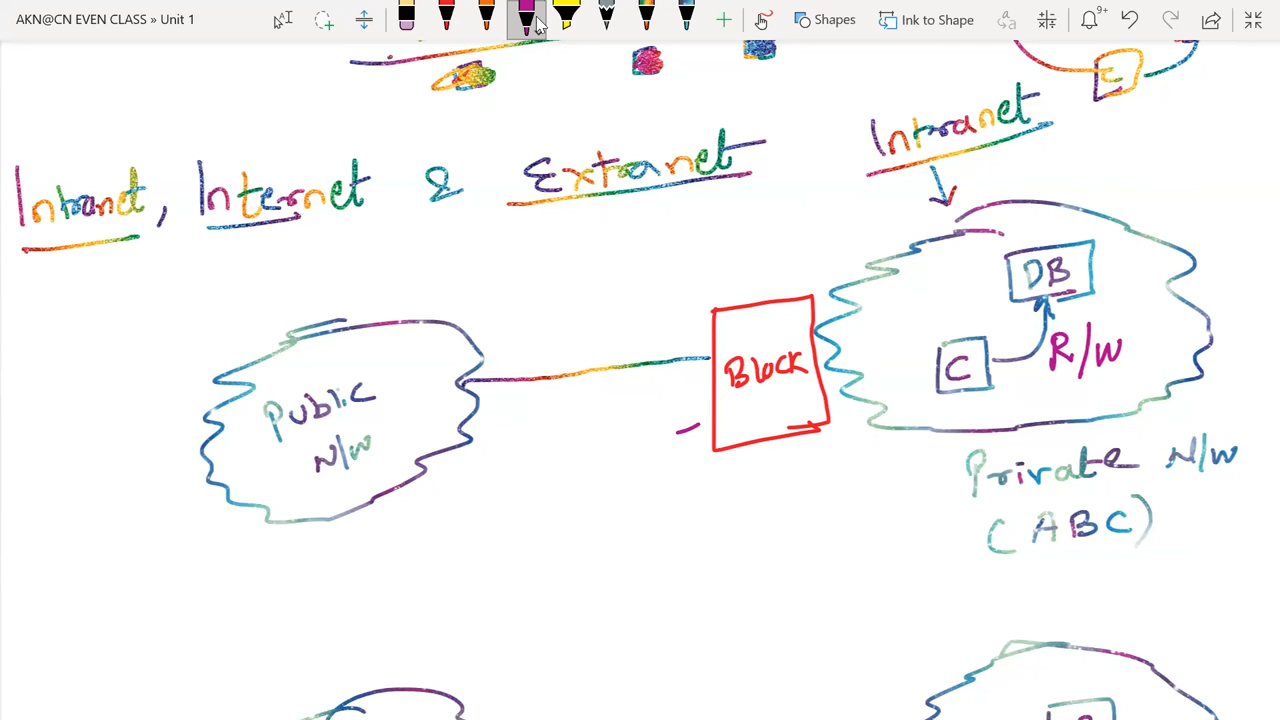 AKN@CN EVEN CLASS » Unit 1
Shapes
Ink to Shape
9+
E
Intranet
Intranet, Internet & Extranet
DB
Block
C
R/W
Public
N/W
Private N/W
(ABC)